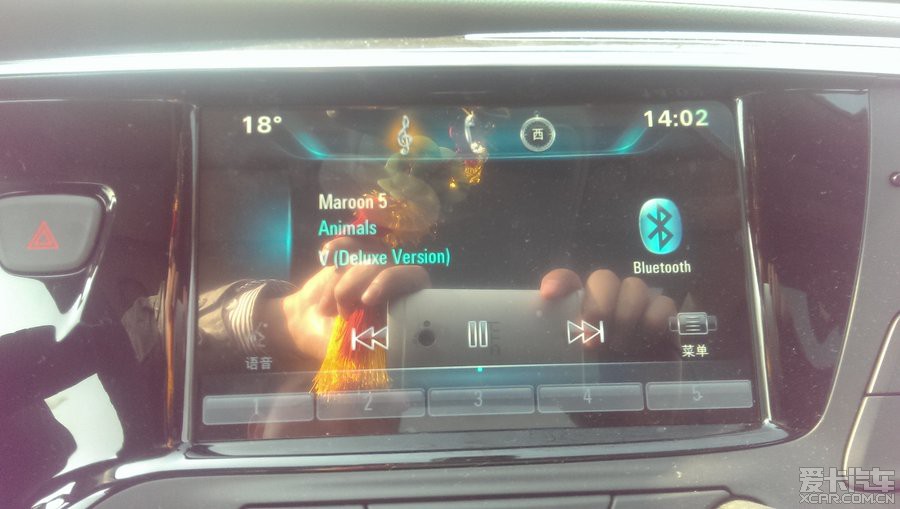 18° 西 14:02
Maroon 5
Animals
V (Deluxe Version)
Bluetooth
语音
菜单
1 2 3 4 5
爱卡汽车
XCAR.COM.CN